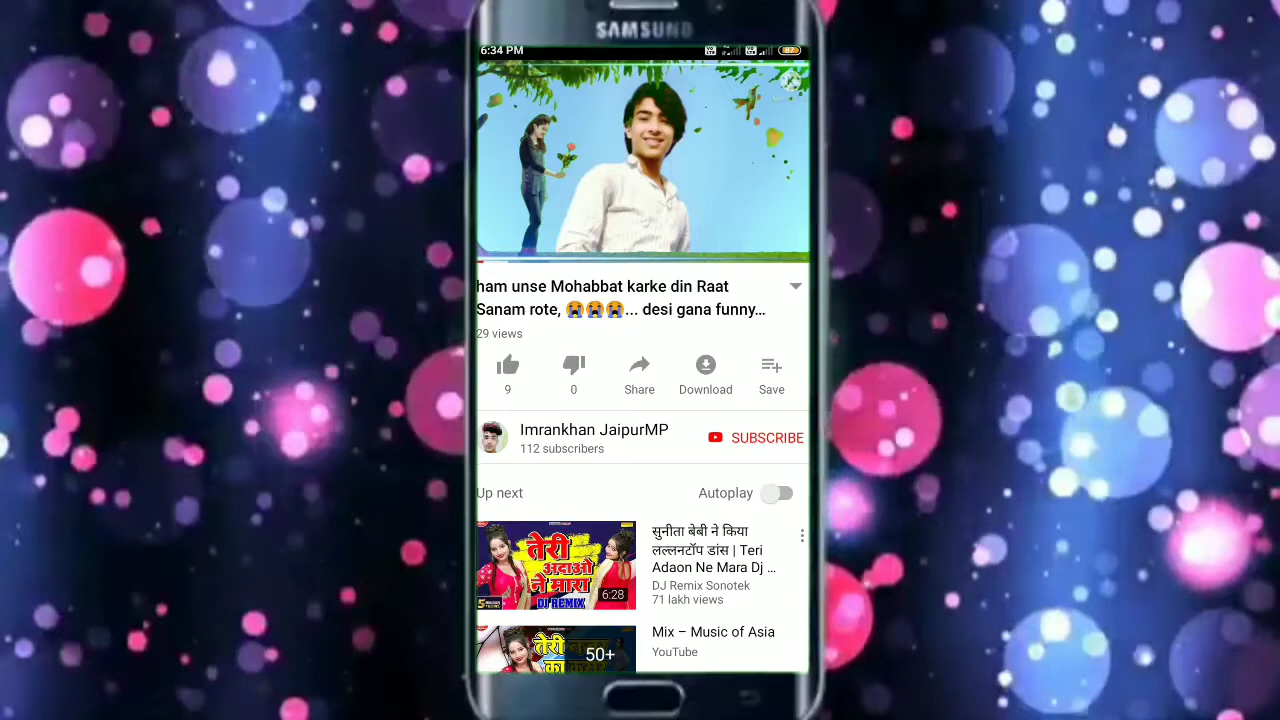 SAMSUNG
6:34 PM
87
ham unse Mohabbat karke din Raat
Sanam rote, 😭😭😭... desi gana funny…
29 views
9
0
Share
Download
Save
Imrankhan JaipurMP
112 subscribers
SUBSCRIBE
Up next
Autoplay
तेरी
अदाओ
ने मारा
DJ REMIX
6:28
सुनीता बेबी ने किया
लल्लनटॉप डांस | Teri
Adaon Ne Mara Dj ...
DJ Remix Sonotek
71 lakh views
तेरी
50+
Mix – Music of Asia
YouTube